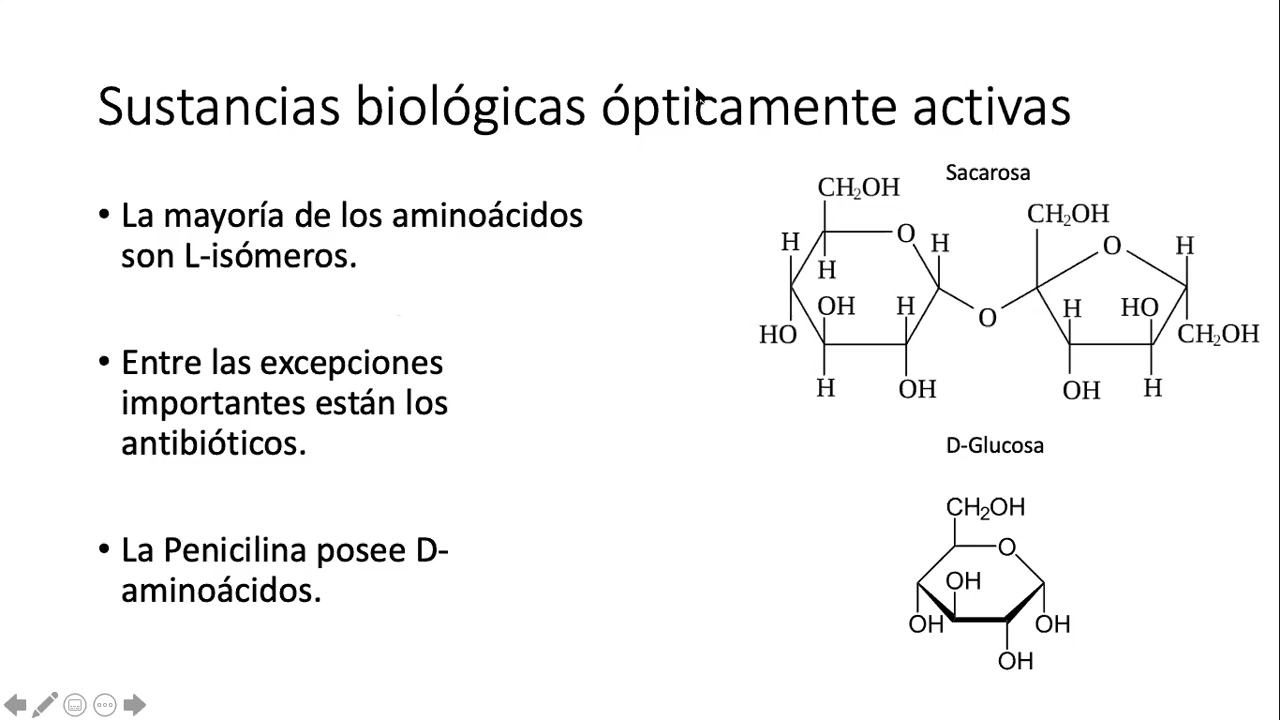 Sustancias biológicas ópticamente activas
• La mayoría de los aminoácidos
son L-isómeros.
• Entre las excepciones
importantes están los
antibióticos.
• La Penicilina posee D-
aminoácidos.
Sacarosa
CH₂OH
CH₂OH
H
O
H
O
H
H
OH
H
H
HO
HO
O
CH₂OH
H
OH
OH
H
D-Glucosa
CH₂OH
O
OH
OH
OH
OH